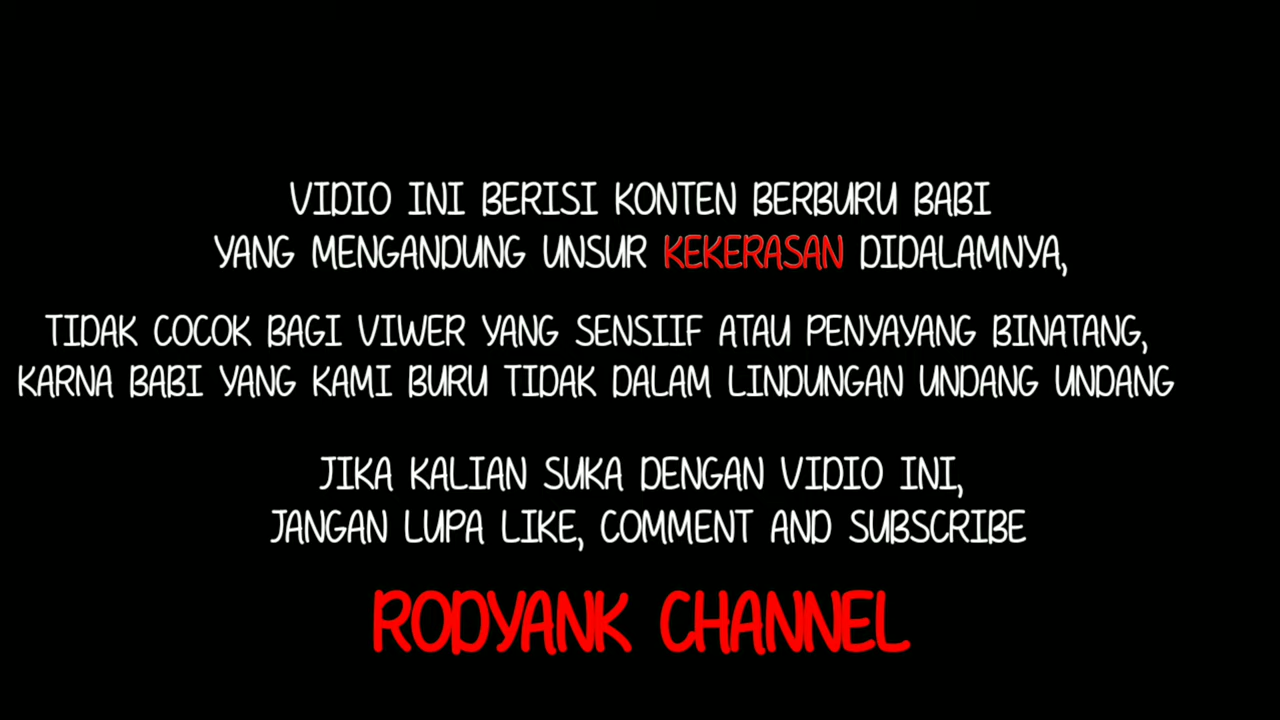 VIDIO INI BERISI KONTEN BERBURU BABI
YANG MENGANDUNG UNSUR KEKERASAN DIDALAMNYA,
TIDAK COCOK BAGI VIWER YANG SENSIIF ATAU PENYAYANG BINATANG,
KARNA BABI YANG KAMI BURU TIDAK DALAM LINDUNGAN UNDANG UNDANG
JIKA KALIAN SUKA DENGAN VIDIO INI,
JANGAN LUPA LIKE, COMMENT AND SUBSCRIBE
RODYANK CHANNEL